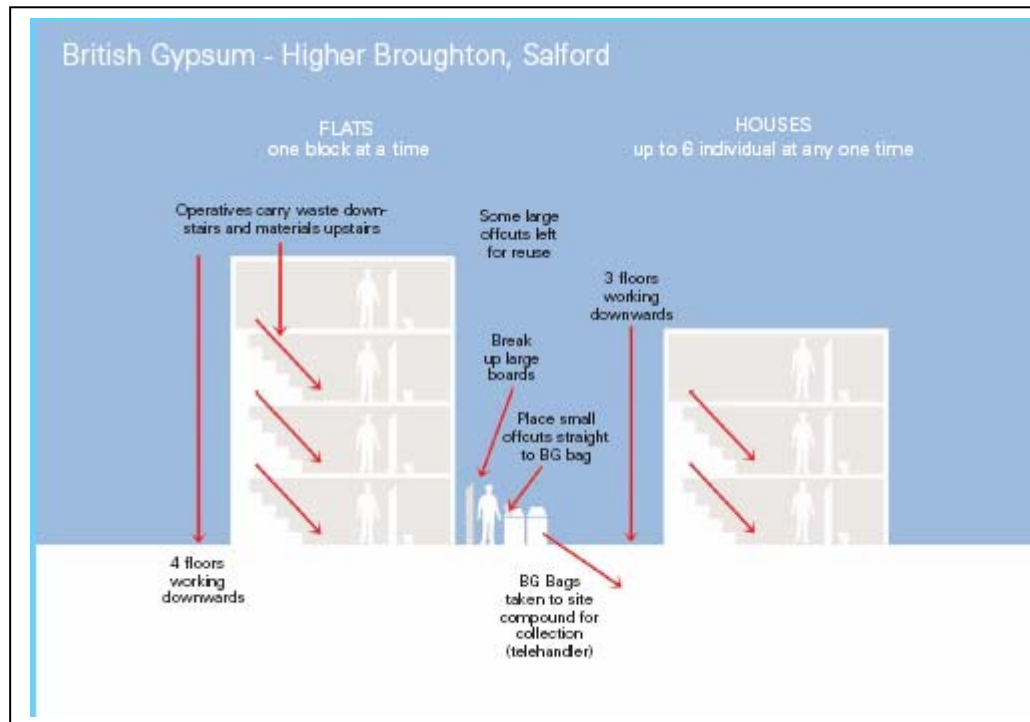 British Gypsum - Higher Broughton, Salford
FLATS
one block at a time
HOUSES
up to 6 individual at any one time
Operatives carry waste down-
stairs and materials upstairs
Some large
offcuts left
for reuse
3 floors
working
downwards
Break
up large
boards
Place small
offcuts straight
to BG bag
4 floors
working
downwards
BG Bags
taken to site
compound for
collection
(telehandler)